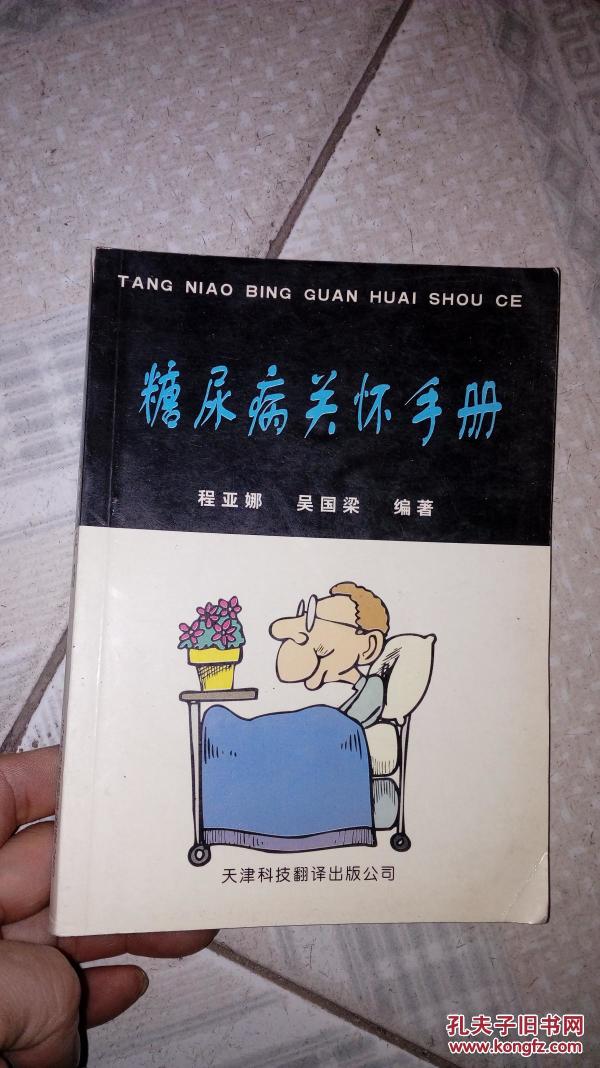 TANG NIAO BING GUAN HUAI SHOU CE
糖尿病关怀手册
程亚娜 吴国梁 编著
天津科技翻译出版公司
孔夫子旧书网
www.kongfz.com